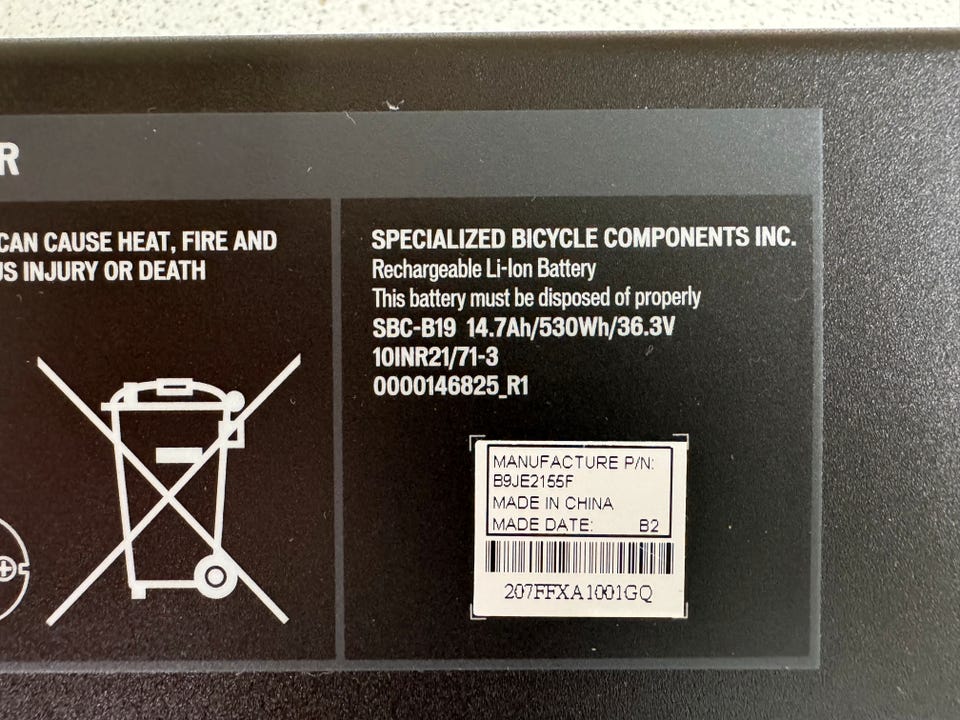 R
CAN CAUSE HEAT, FIRE AND
US INJURY OR DEATH
SPECIALIZED BICYCLE COMPONENTS INC.
Rechargeable Li-Ion Battery
This battery must be disposed of properly
SBC-B19 14.7Ah/530Wh/36.3V
10INR21/71-3
0000146825_R1
MANUFACTURE P/N:
B9JE2155F
MADE IN CHINA
MADE DATE: B2
207FFXA1001GQ